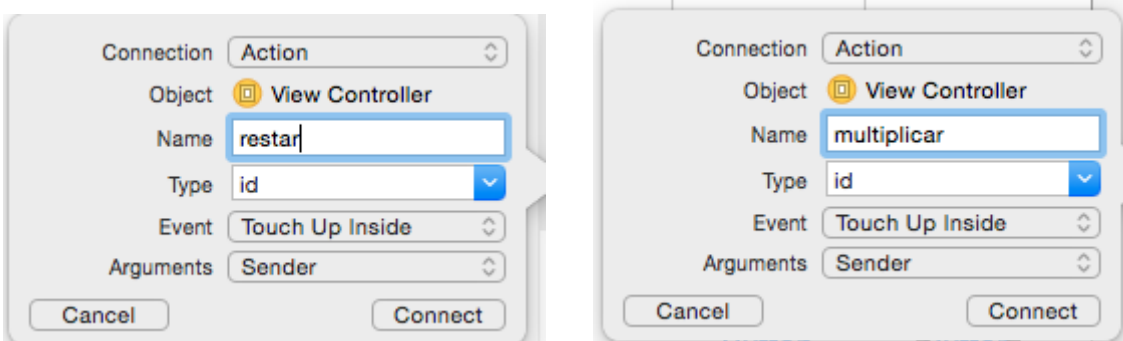 Connection Action
Object View Controller
Name restar
Type id
Event Touch Up Inside
Arguments Sender
Cancel Connect
Connection Action
Object View Controller
Name multiplicar
Type id
Event Touch Up Inside
Arguments Sender
Cancel Connect